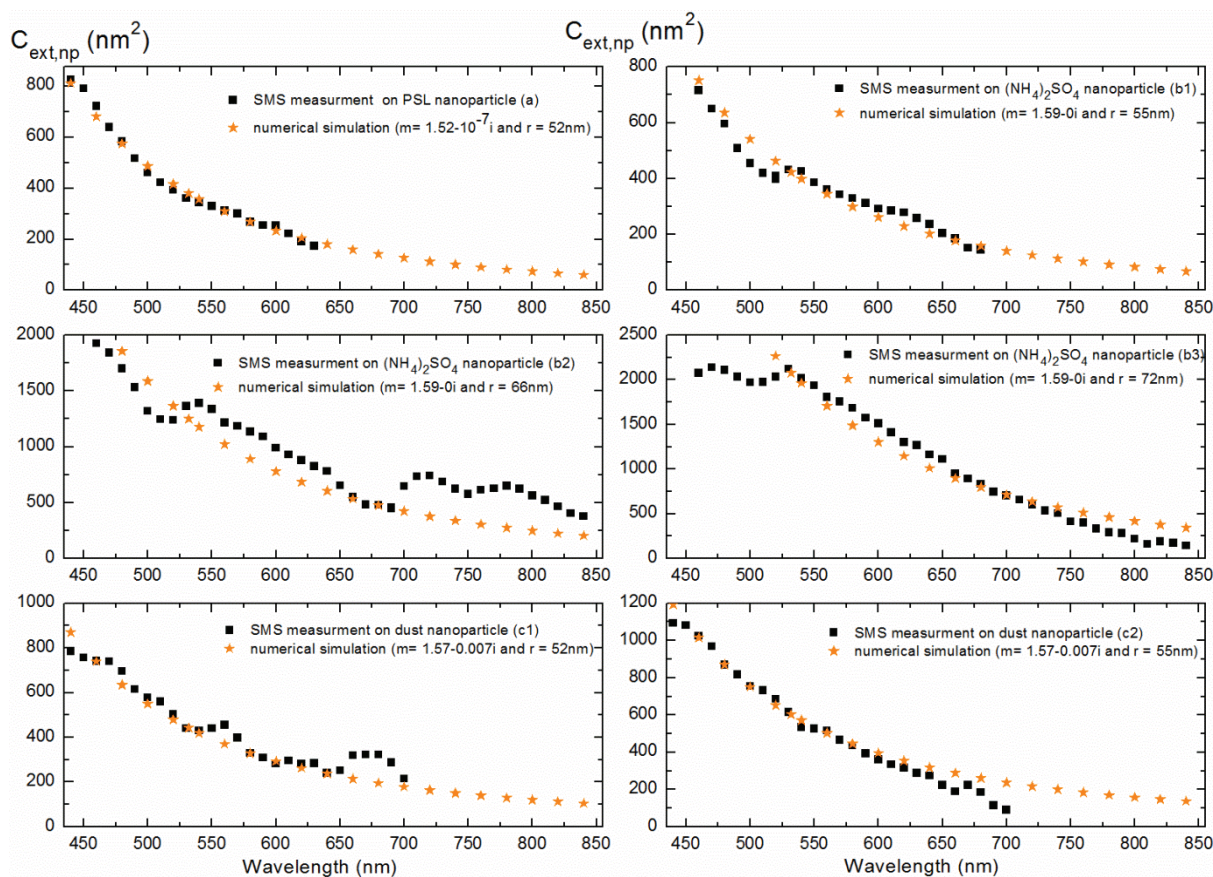 C_ext,np (nm²)
C_ext,np (nm²)
800
600
400
200
0
SMS measurment on PSL nanoparticle (a)
numerical simulation (m= 1.52-10⁻⁷i and r = 52nm)
450 500 550 600 650 700 750 800 850
800
600
400
200
0
SMS measurment on (NH₄)₂SO₄ nanoparticle (b1)
numerical simulation (m= 1.59-0i and r = 55nm)
450 500 550 600 650 700 750 800 850
2000
1500
1000
500
0
SMS measurment on (NH₄)₂SO₄ nanoparticle (b2)
numerical simulation (m= 1.59-0i and r = 66nm)
450 500 550 600 650 700 750 800 850
2500
2000
1500
1000
500
0
SMS measurment on (NH₄)₂SO₄ nanoparticle (b3)
numerical simulation (m= 1.59-0i and r = 72nm)
450 500 550 600 650 700 750 800 850
1000
800
600
400
200
0
SMS measurment on dust nanoparticle (c1)
numerical simulation (m= 1.57-0.007i and r = 52nm)
450 500 550 600 650 700 750 800 850
Wavelength (nm)
1200
1000
800
600
400
200
0
SMS measurment on dust nanoparticle (c2)
numerical simulation (m= 1.57-0.007i and r = 55nm)
450 500 550 600 650 700 750 800 850
Wavelength (nm)